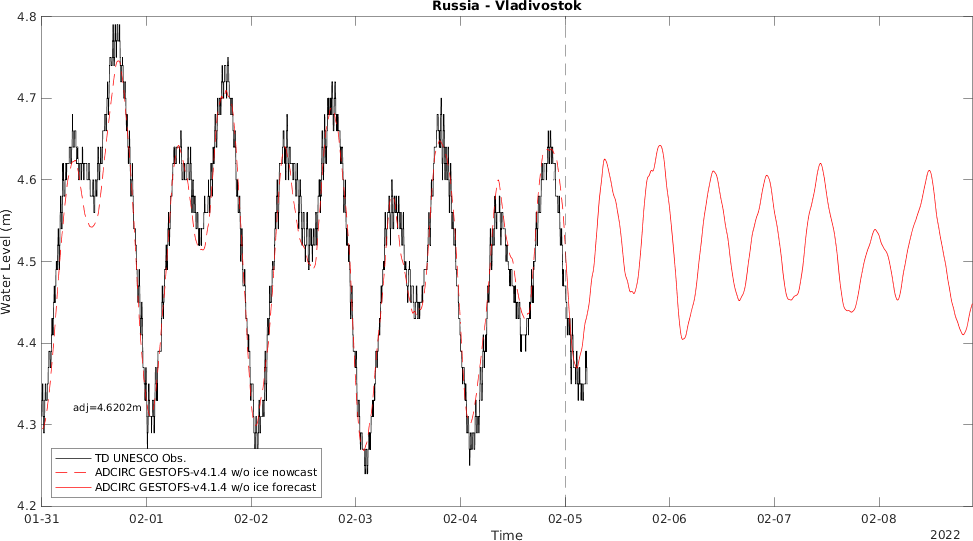 Russia - Vladivostok
4.8
4.7
4.6
4.5
4.4
4.3
4.2
Water Level (m)
adj=4.6202m
TD UNESCO Obs.
ADCIRC GESTOFS-v4.1.4 w/o ice nowcast
ADCIRC GESTOFS-v4.1.4 w/o ice forecast
01-31 02-01 02-02 02-03 02-04 02-05 02-06 02-07 02-08
Time
2022